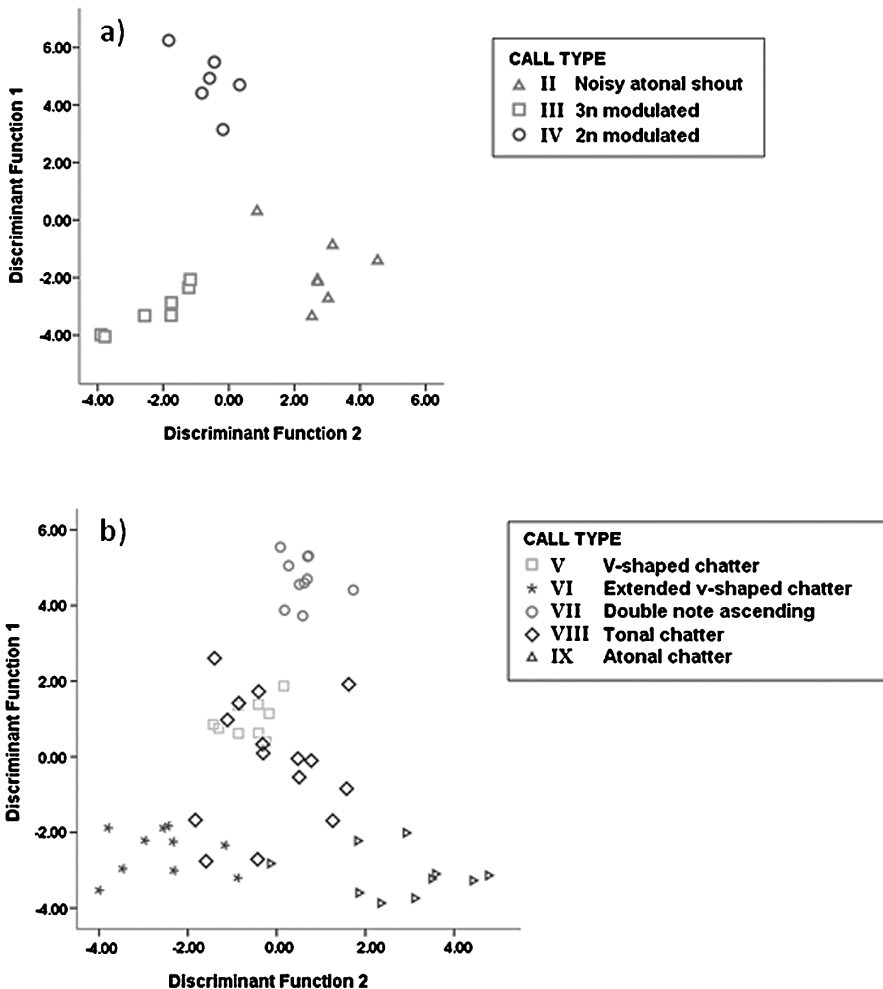 a)
6.00
4.00
2.00
0.00
-2.00
-4.00
Discriminant Function 1
-4.00 -2.00 0.00 2.00 4.00 6.00
Discriminant Function 2
CALL TYPE
II Noisy atonal shout
III 3n modulated
IV 2n modulated
b)
6.00
4.00
2.00
0.00
-2.00
-4.00
Discriminant Function 1
-4.00 -2.00 0.00 2.00 4.00
Discriminant Function 2
CALL TYPE
V V-shaped chatter
VI Extended v-shaped chatter
VII Double note ascending
VIII Tonal chatter
IX Atonal chatter